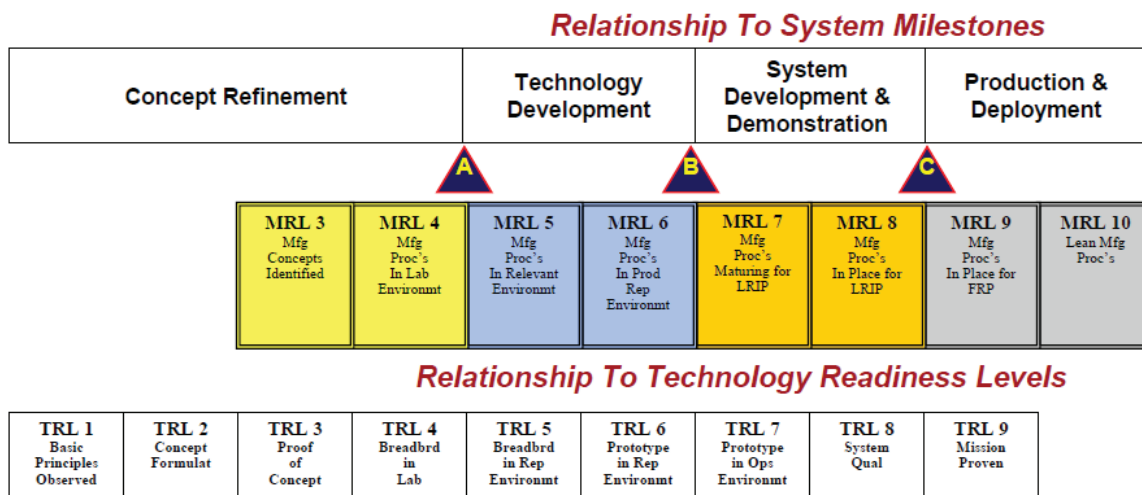 Relationship To System Milestones
Concept Refinement
Technology
Development
System
Development &
Demonstration
Production &
Deployment
A
B
C
MRL 3
Mfg
Concepts
Identified
MRL 4
Mfg
Proc's
In Lab
Environmt
MRL 5
Mfg
Proc's
In Relevant
Environmt
MRL 6
Mfg
Proc's
In Prod
Rep
Environmt
MRL 7
Mfg
Proc's
Maturing for
LRIP
MRL 8
Mfg
Proc's
In Place for
LRIP
MRL 9
Mfg
Proc's
In Place for
FRP
MRL 10
Lean Mfg
Proc's
Relationship To Technology Readiness Levels
TRL 1
Basic
Principles
Observed
TRL 2
Concept
Formulat
TRL 3
Proof
of
Concept
TRL 4
Breadbrd
in
Lab
TRL 5
Breadbrd
in Rep
Environmt
TRL 6
Prototype
in Rep
Environmt
TRL 7
Prototype
in Ops
Environmt
TRL 8
System
Qual
TRL 9
Mission
Proven